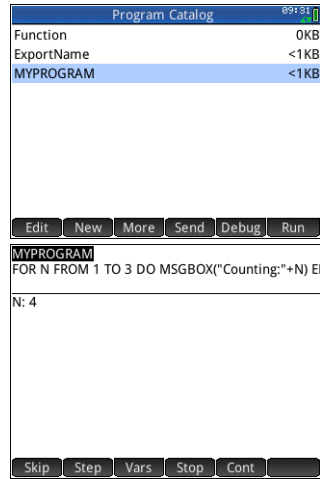 Program Catalog 09:31
Function 0KB
ExportName <1KB
MYPROGRAM <1KB
Edit New More Send Debug Run
MYPROGRAM
FOR N FROM 1 TO 3 DO MSGBOX("Counting:"+N) E
N: 4
Skip Step Vars Stop Cont